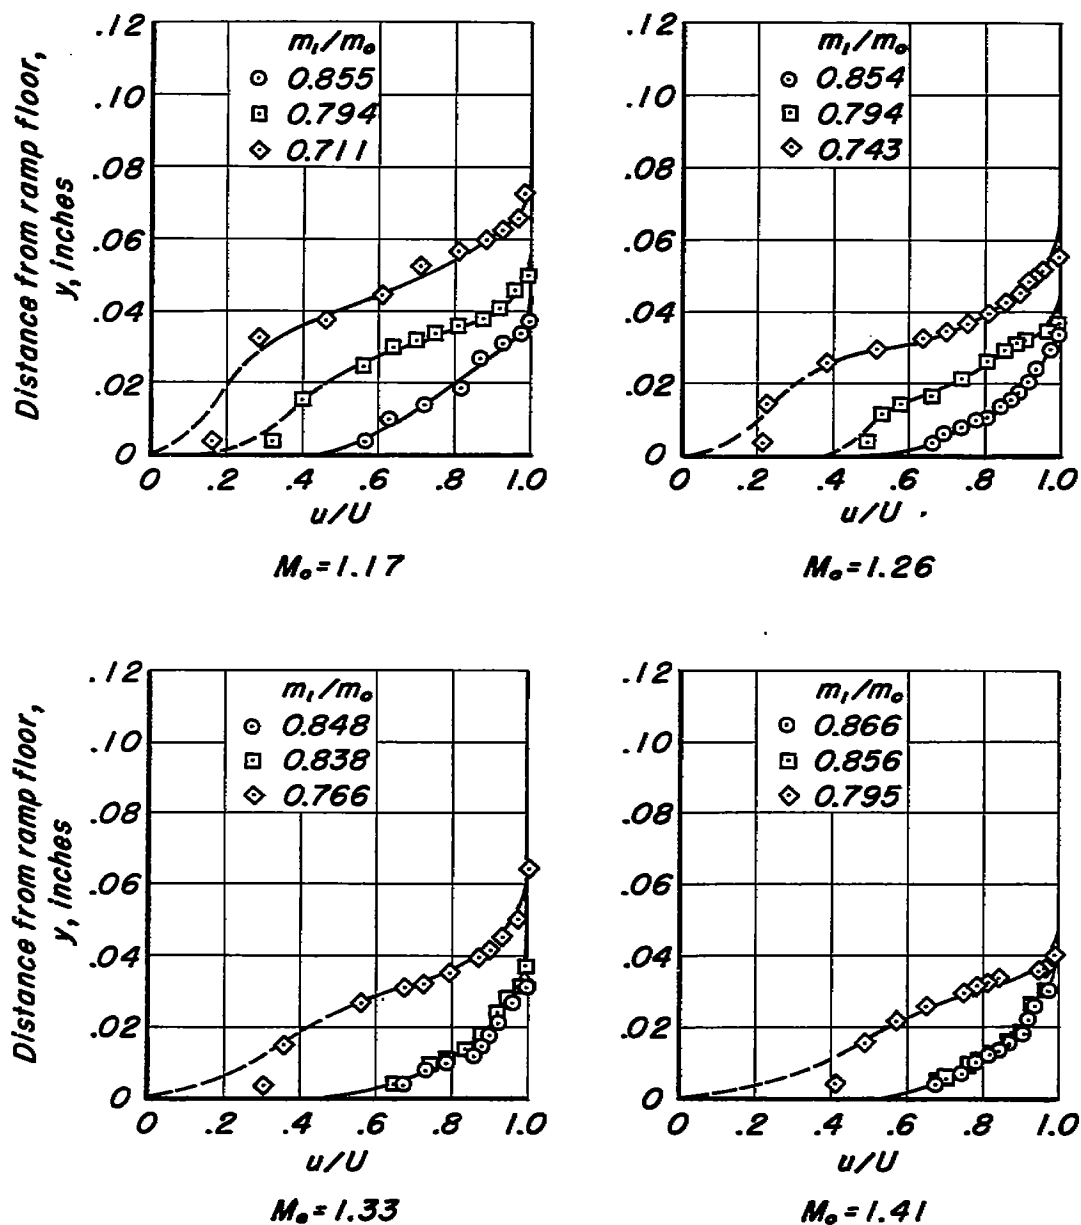 Distance from ramp floor,
y, inches
.12
.10
.08
.06
.04
.02
0
m₁/m₀
0.855
0.794
0.711
0 .2 .4 .6 .8 1.0
u/U
M₀=1.17
.12
.10
.08
.06
.04
.02
0
m₁/m₀
0.854
0.794
0.743
0 .2 .4 .6 .8 1.0
u/U
M₀=1.26
Distance from ramp floor,
y, inches
.12
.10
.08
.06
.04
.02
0
m₁/m₀
0.848
0.838
0.766
0 .2 .4 .6 .8 1.0
u/U
M₀=1.33
.12
.10
.08
.06
.04
.02
0
m₁/m₀
0.866
0.856
0.795
0 .2 .4 .6 .8 1.0
u/U
M₀=1.41